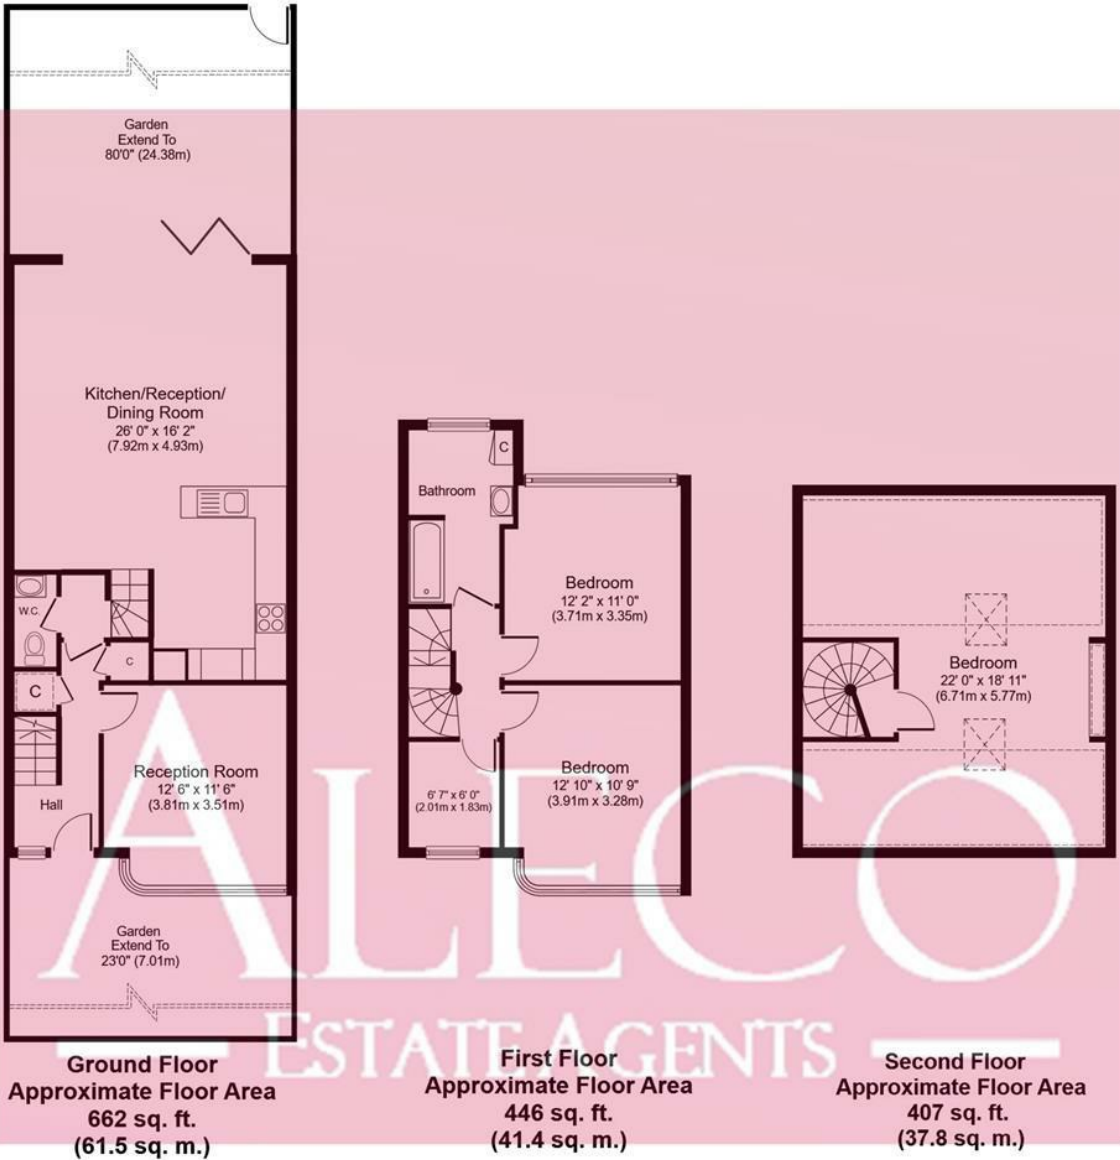 Garden
Extend To
80'0" (24.38m)
Kitchen/Reception/
Dining Room
26' 0" x 16' 2"
(7.92m x 4.93m)
W.C.
C
C
Reception Room
12' 6" x 11' 6"
(3.81m x 3.51m)
Hall
Garden
Extend To
23'0" (7.01m)
Ground Floor
Approximate Floor Area
662 sq. ft.
(61.5 sq. m.)
C
Bathroom
Bedroom
12' 2" x 11' 0"
(3.71m x 3.35m)
Bedroom
12' 10" x 10' 9"
(3.91m x 3.28m)
6' 7" x 6' 0"
(2.01m x 1.83m)
First Floor
Approximate Floor Area
446 sq. ft.
(41.4 sq. m.)
Bedroom
22' 0" x 18' 11"
(6.71m x 5.77m)
Second Floor
Approximate Floor Area
407 sq. ft.
(37.8 sq. m.)
ALECO
ESTATE AGENTS